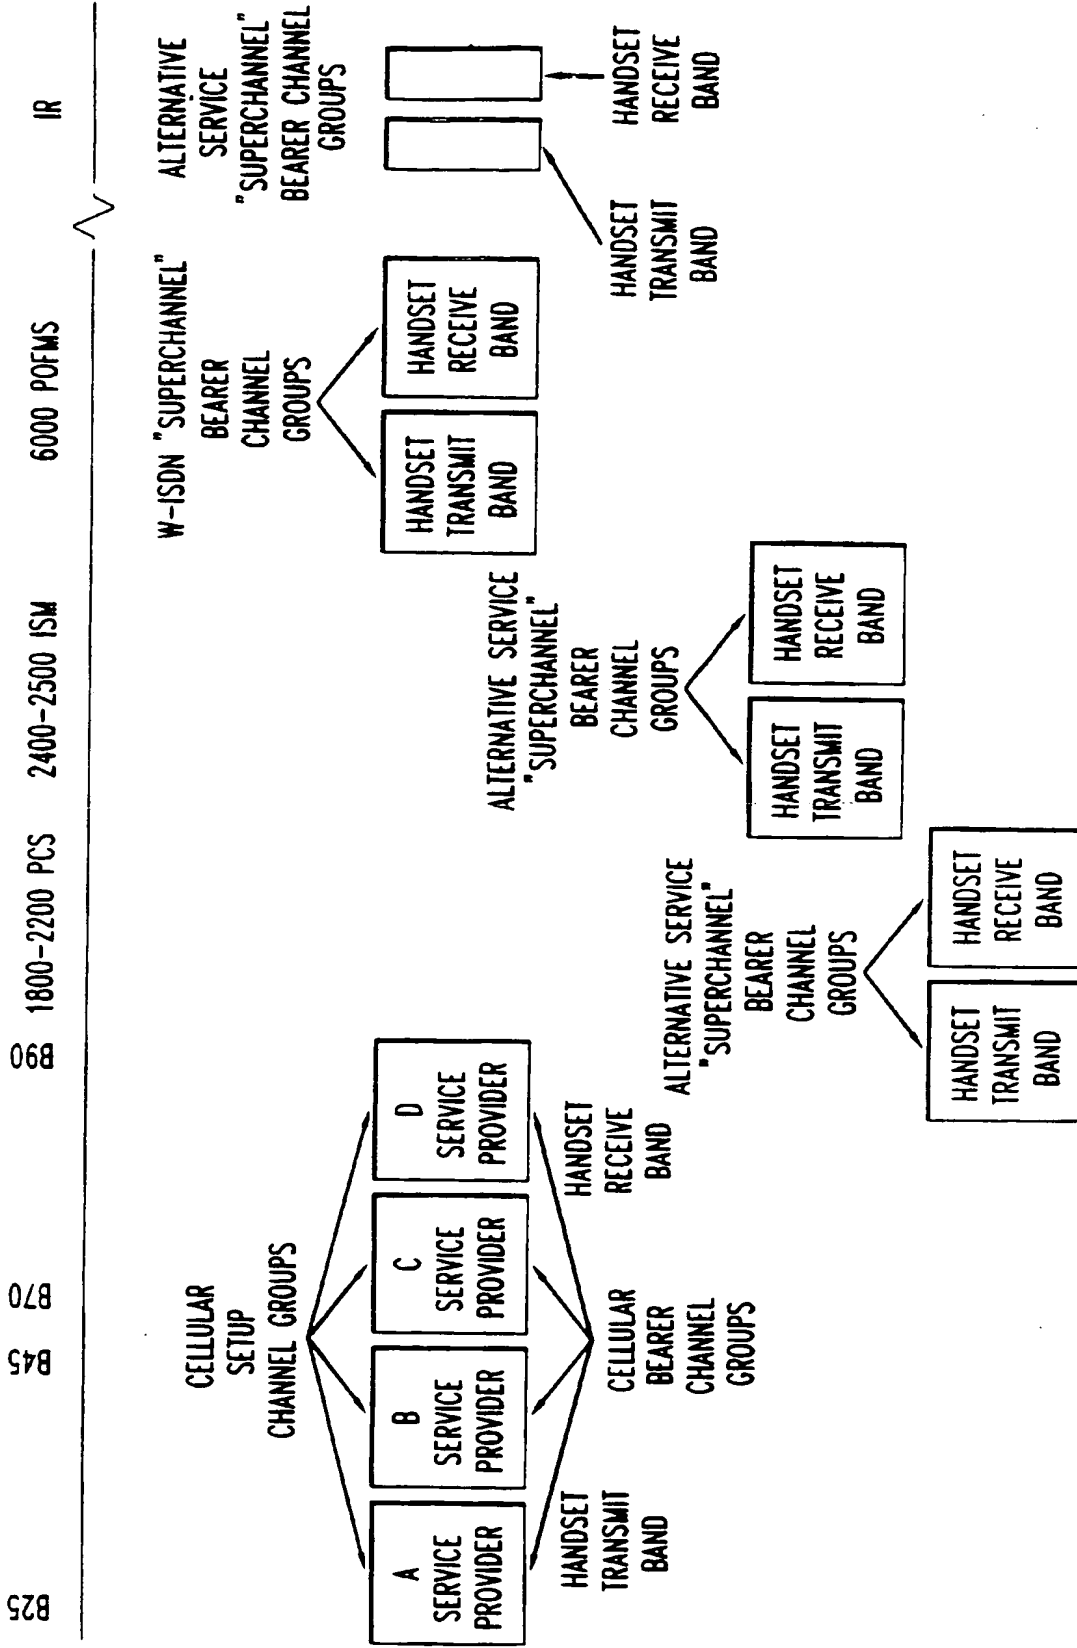 B25
B45
B70
B90
1800-2200 PCS
2400-2500 ISM
6000 POFMS
IR
CELLULAR
SETUP
CHANNEL GROUPS
A
SERVICE
PROVIDER
B
SERVICE
PROVIDER
C
SERVICE
PROVIDER
D
SERVICE
PROVIDER
HANDSET
TRANSMIT
BAND
CELLULAR
BEARER
CHANNEL
GROUPS
HANDSET
RECEIVE
BAND
ALTERNATIVE SERVICE
"SUPERCHANNEL"
BEARER
CHANNEL
GROUPS
HANDSET
TRANSMIT
BAND
HANDSET
RECEIVE
BAND
ALTERNATIVE SERVICE
"SUPERCHANNEL"
BEARER
CHANNEL
GROUPS
HANDSET
TRANSMIT
BAND
HANDSET
RECEIVE
BAND
W-ISDN "SUPERCHANNEL"
BEARER
CHANNEL
GROUPS
HANDSET
TRANSMIT
BAND
HANDSET
RECEIVE
BAND
ALTERNATIVE
SERVICE
"SUPERCHANNEL"
BEARER CHANNEL
GROUPS
HANDSET
TRANSMIT
BAND
HANDSET
RECEIVE
BAND